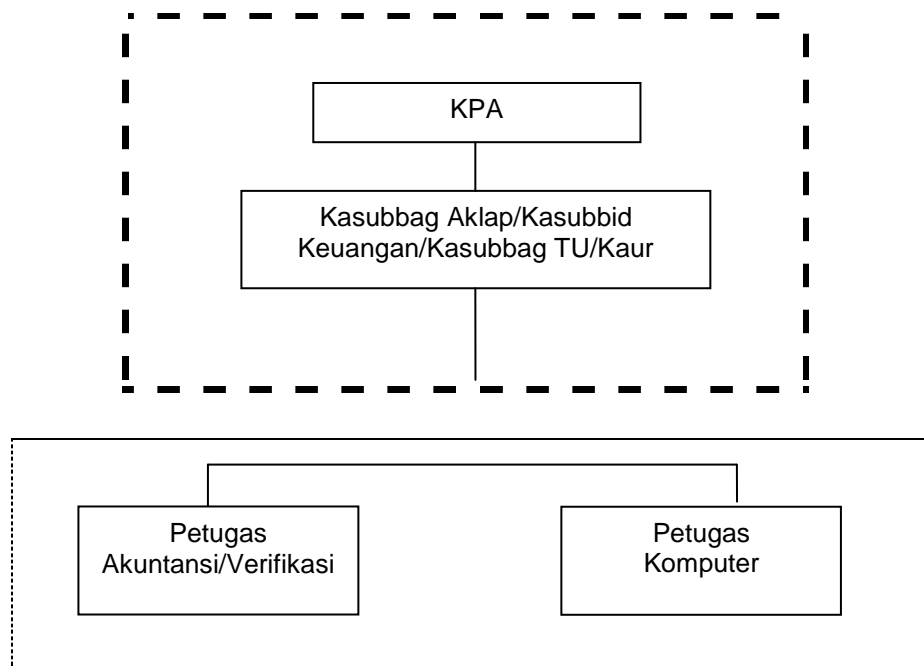 KPA
Kasubbag Aklap/Kasubbid
Keuangan/Kasubbag TU/Kaur
Petugas
Akuntansi/Verifikasi
Petugas
Komputer